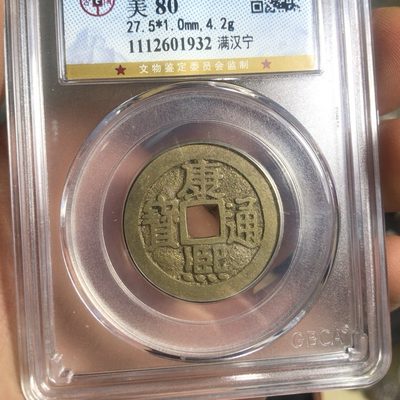 美 80
27.5*1.0mm, 4.2g
1112601932 满汉宁
★ 文物鉴定委员会监制 ★
康熙通寳
GBCA